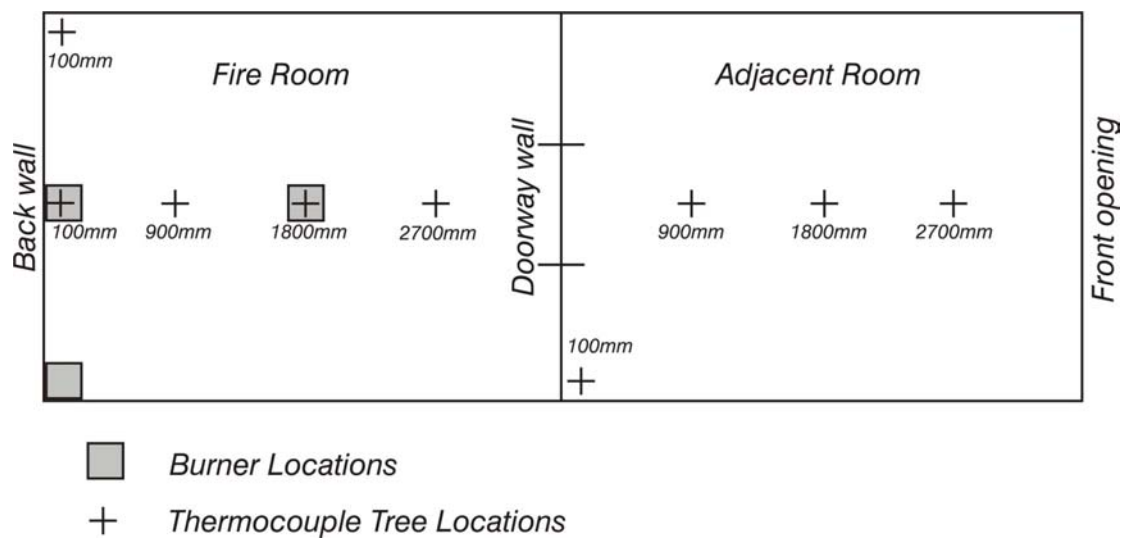 100mm
Fire Room
Adjacent Room
Back wall
Doorway wall
Front opening
100mm
900mm
1800mm
2700mm
900mm
1800mm
2700mm
100mm
Burner Locations
Thermocouple Tree Locations